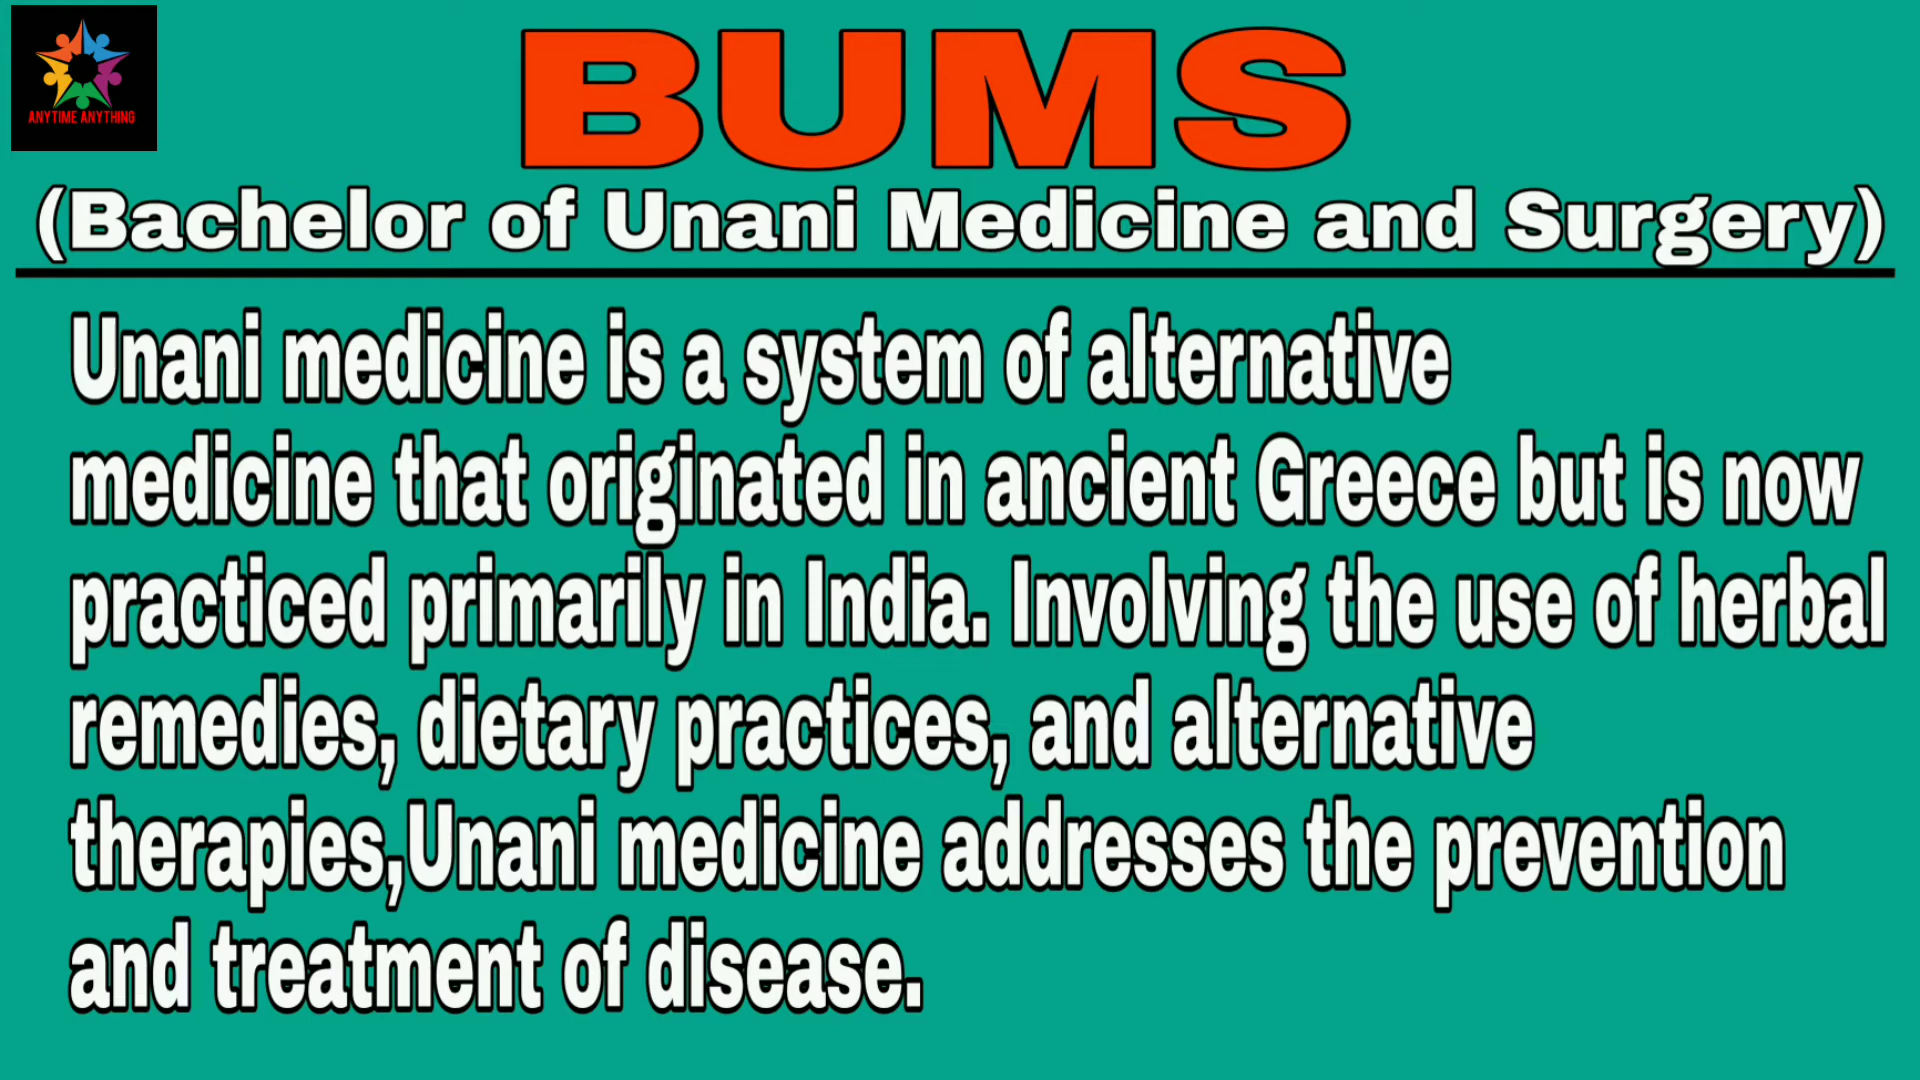 ANYTIME ANYTHING
BUMS
(Bachelor of Unani Medicine and Surgery)
Unani medicine is a system of alternative
medicine that originated in ancient Greece but is now
practiced primarily in India. Involving the use of herbal
remedies, dietary practices, and alternative
therapies,Unani medicine addresses the prevention
and treatment of disease.